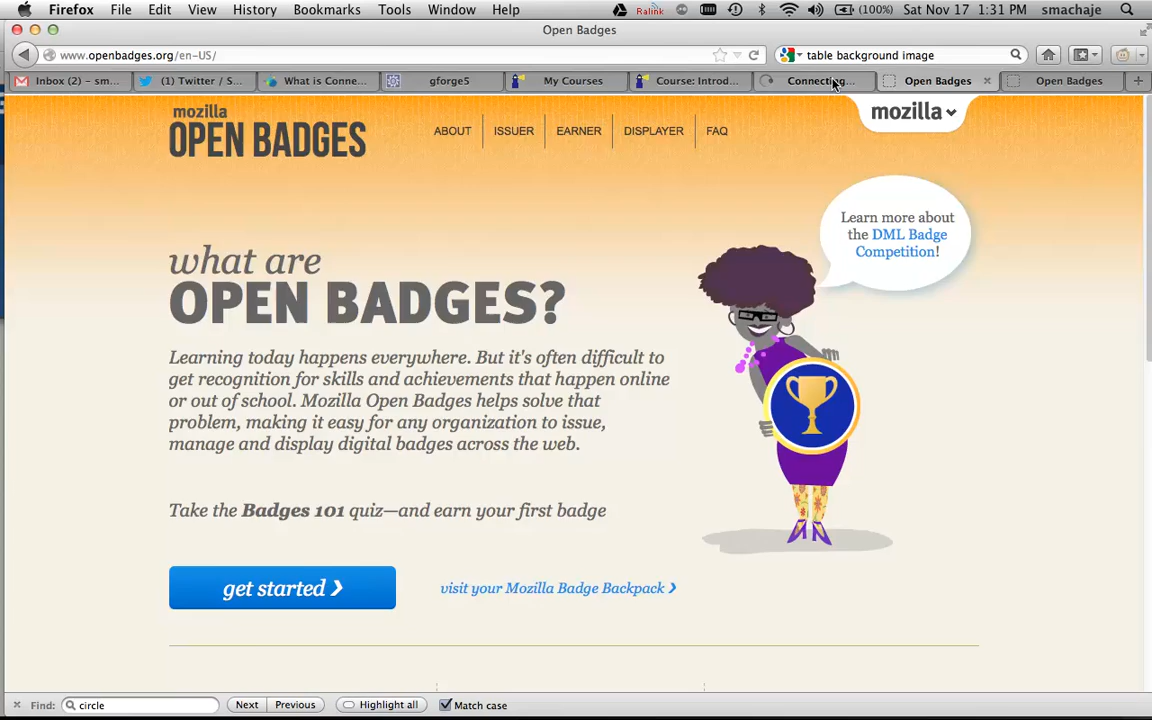 Firefox File Edit View History Bookmarks Tools Window Help Ralink (100%) Sat Nov 17 1:31 PM smachaje
Open Badges
www.openbadges.org/en-US/ table background image
Inbox (2) – sm... (1) Twitter / S... What is Conne... gforge5 My Courses Course: Introd... Connecting... Open Badges Open Badges
mozilla
OPEN BADGES
ABOUT ISSUER EARNER DISPLAYER FAQ
mozilla
Learn more about
the DML Badge
Competition!
what are
OPEN BADGES?
Learning today happens everywhere. But it's often difficult to
get recognition for skills and achievements that happen online
or out of school. Mozilla Open Badges helps solve that
problem, making it easy for any organization to issue,
manage and display digital badges across the web.
Take the Badges 101 quiz—and earn your first badge
get started ❯
visit your Mozilla Badge Backpack ❯
Find: circle Next Previous Highlight all Match case